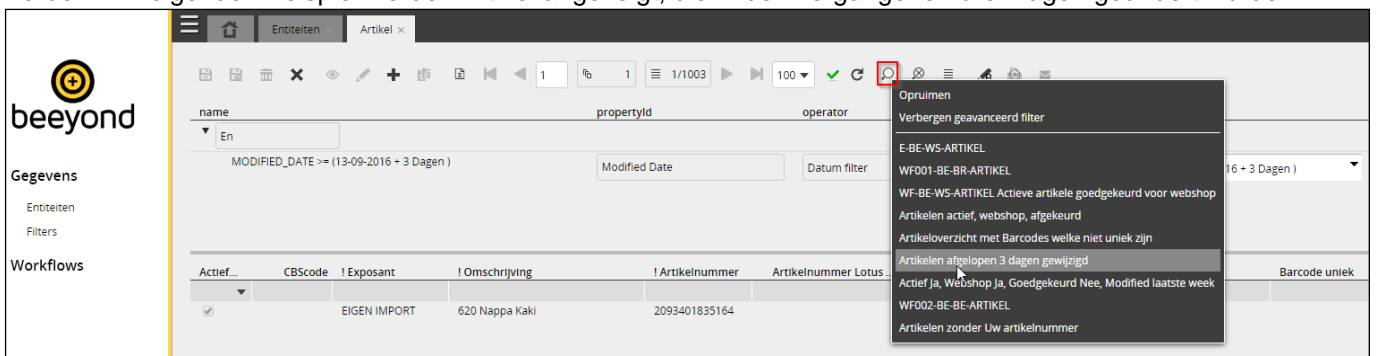 Entiteiten × Artikel ×
1 1 1/1003 100
beeyond
Gegevens
Entiteiten
Filters
Workflows
name propertyId operator
En
MODIFIED_DATE >= (13-09-2016 + 3 Dagen ) Modified Date Datum filter 16 + 3 Dagen )
Opruimen
Verbergen geavanceerd filter
E-BE-WS-ARTIKEL
WF001-BE-BR-ARTIKEL
WF-BE-WS-ARTIKEL Actieve artikele goedgekeurd voor webshop
Artikelen actief, webshop, afgekeurd
Artikeloverzicht met Barcodes welke niet uniek zijn
Artikelen afgelopen 3 dagen gewijzigd
Actief Ja, Webshop Ja, Goedgekeurd Nee, Modified laatste week
WF002-BE-BE-ARTIKEL
Artikelen zonder Uw artikelnummer
Actief... CBScode ! Exposant ! Omschrijving ! Artikelnummer Artikelnummer Lotus ... Barcode uniek
EIGEN IMPORT 620 Nappa Kaki 2093401835164